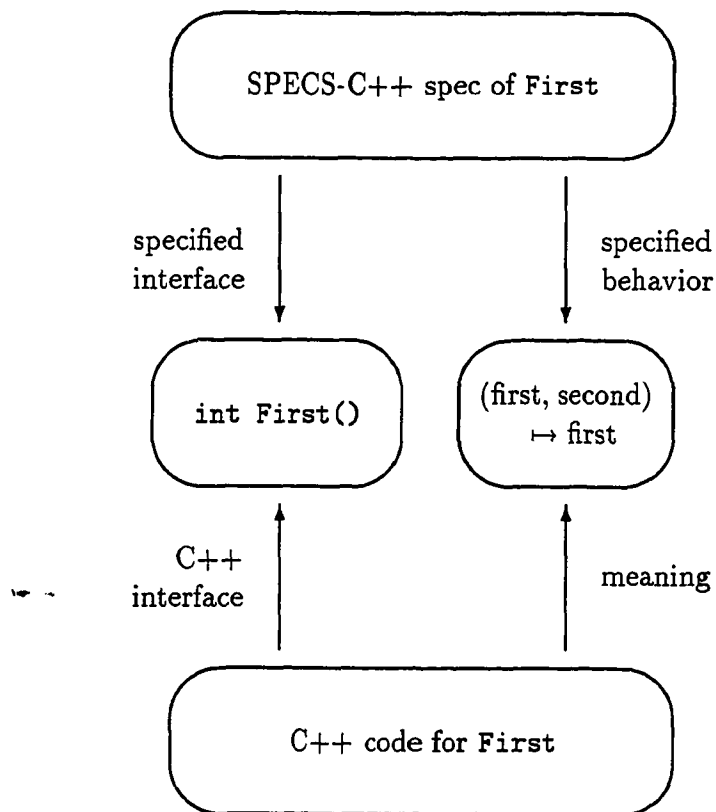 SPECS-C++ spec of First
specified
interface
specified
behavior
int First()
(first, second)
↦ first
C++
interface
meaning
C++ code for First